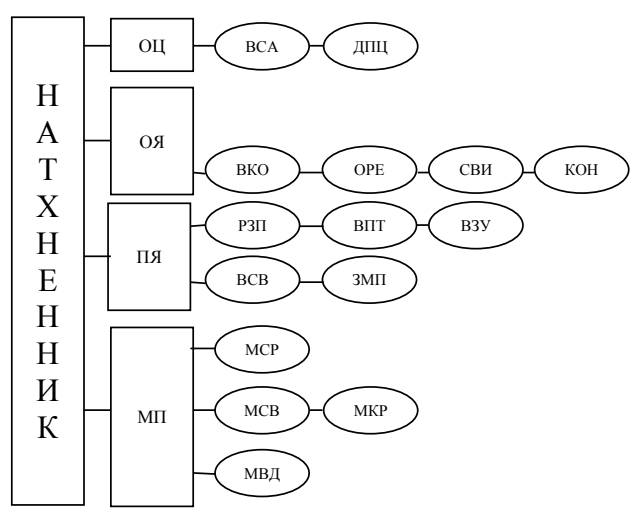 НАТХНЕННИК
ОЦ ВСА ДПЦ
ОЯ
ВКО ОРЕ СВИ КОН
РЗП ВПТ ВЗУ
ПЯ
ВСВ ЗМП
МСР
МП МСВ МКР
МВД